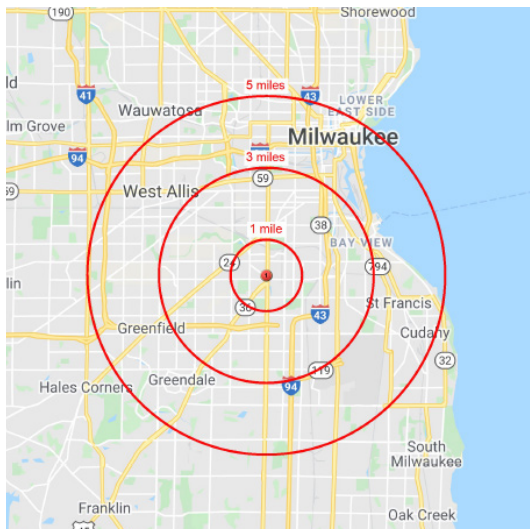 190
Shorewood
41
5 miles
43
LOWER
EAST SIDE
Wauwatosa
lm Grove
Milwaukee
94
3 miles
59
59
West Allis
1 mile
38
BAY VIEW
24
794
lin
36
St Francis
43
Greenfield
Cudahy
32
119
Greendale
94
Hales Corners
South
Milwaukee
Franklin
Oak Creek